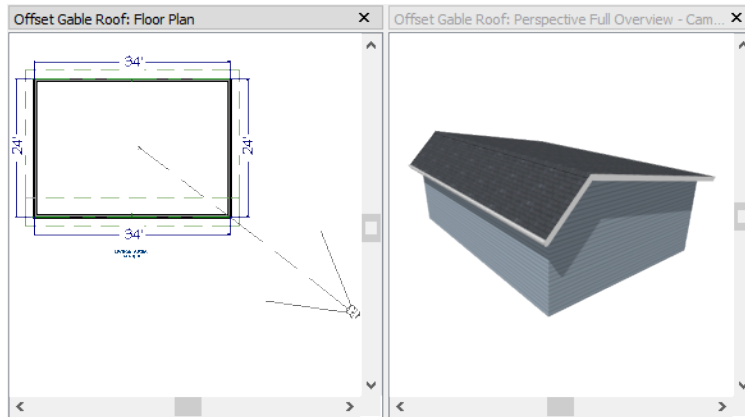 Offset Gable Roof: Floor Plan
Offset Gable Roof: Perspective Full Overview - Cam...
34'
24'
24'
34'